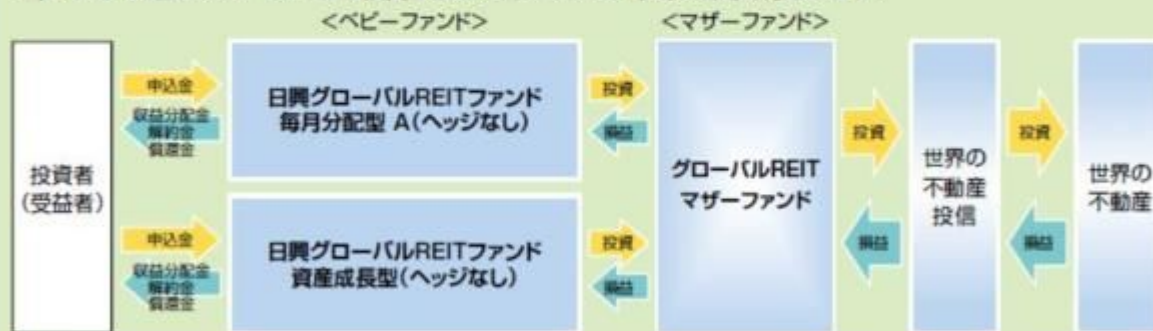 <ベビーファンド>
<マザーファンド>
投資者
(受益者)
申込金
収益分配金
解約金
償還金
日興グローバルREITファンド
毎月分配型 A(ヘッジなし)
投資
損益
申込金
収益分配金
解約金
償還金
日興グローバルREITファンド
資産成長型(ヘッジなし)
投資
損益
グローバルREIT
マザーファンド
投資
損益
世界の
不動産
投信
投資
損益
世界の
不動産